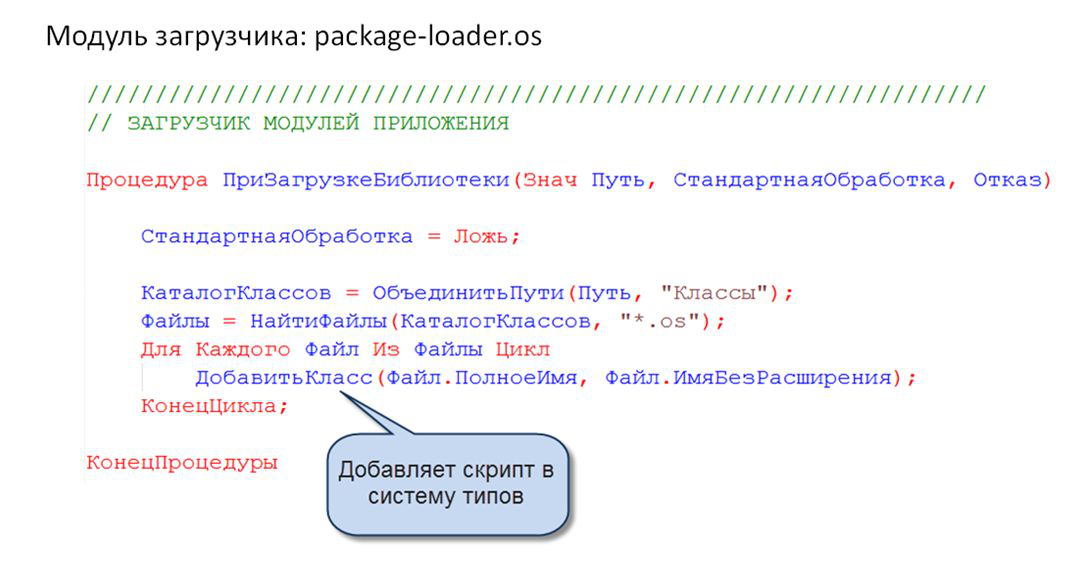 Модуль загрузчика: package-loader.os
//////////////////////////////////////////////////////////////////
// ЗАГРУЗЧИК МОДУЛЕЙ ПРИЛОЖЕНИЯ
Процедура ПриЗагрузкеБиблиотеки(Знач Путь, СтандартнаяОбработка, Отказ)
СтандартнаяОбработка = Ложь;
КаталогКлассов = ОбъединитьПути(Путь, "Классы");
Файлы = НайтиФайлы(КаталогКлассов, "*.os");
Для Каждого Файл Из Файлы Цикл
ДобавитьКласс(Файл.ПолноеИмя, Файл.ИмяБезРасширения);
КонецЦикла;
КонецПроцедуры
Добавляет скрипт в
систему типов